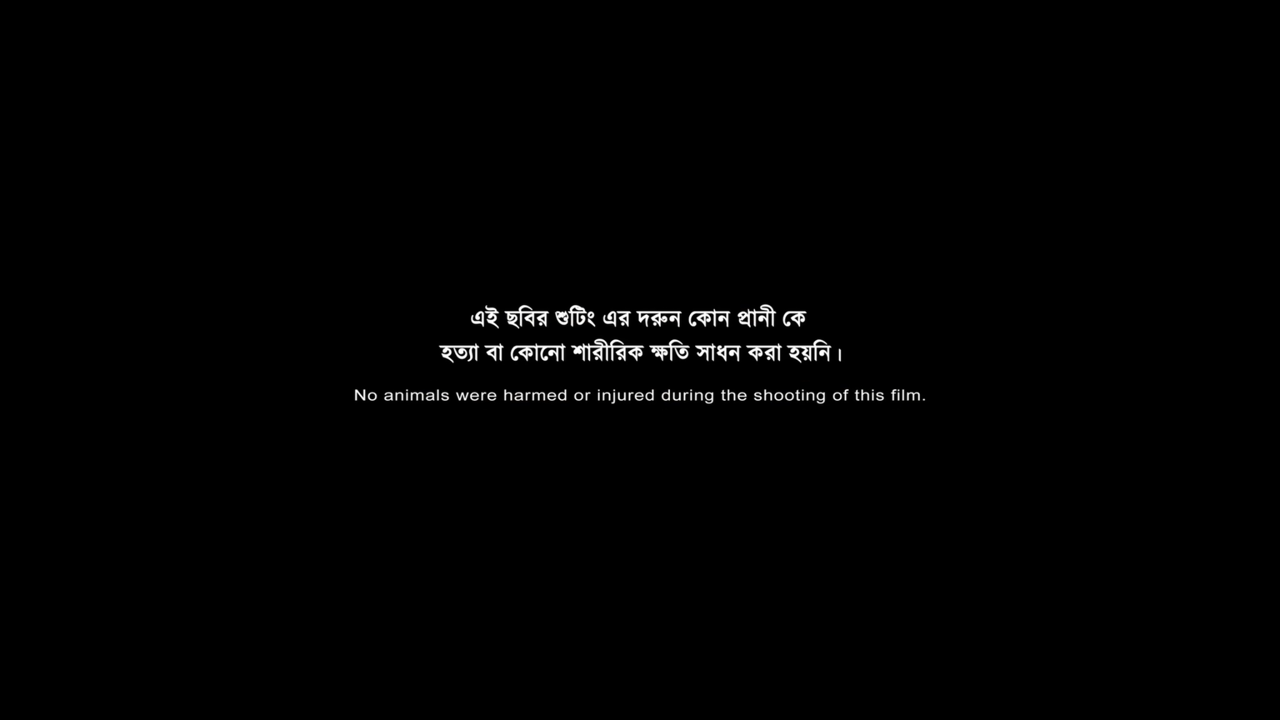 এই ছবির শুটিং এর দরুন কোন প্রানী কে
হত্যা বা কোনো শারীরিক ক্ষতি সাধন করা হয়নি।
No animals were harmed or injured during the shooting of this film.